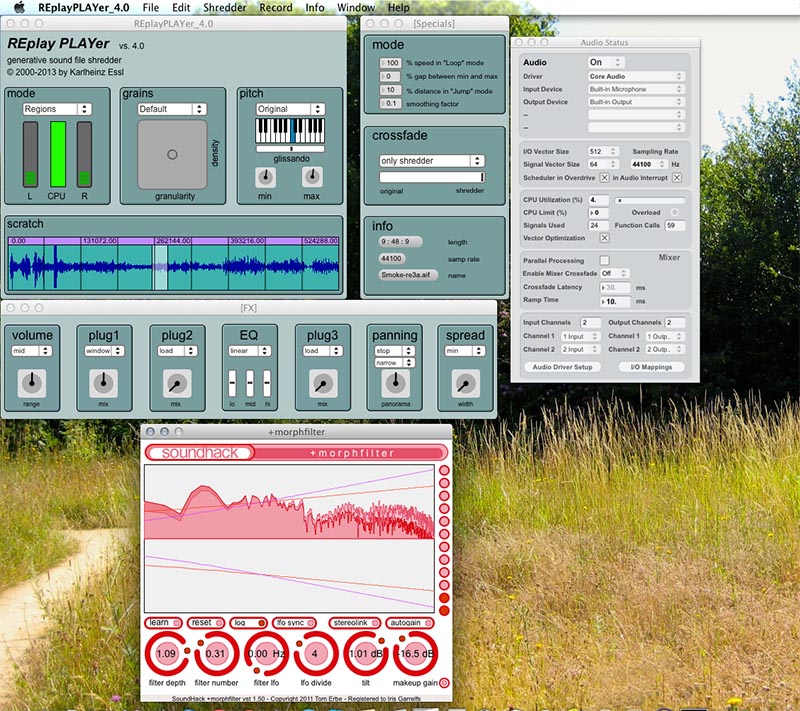 REplayPLAYer_4.0 File Edit Shredder Record Info Window Help
REplayPLAYer_4.0
REplay PLAYer vs. 4.0
generative sound file shredder
© 2000-2013 by Karlheinz Essl
mode
Regions
L CPU R
grains
Default
density
granularity
pitch
Original
glissando
min max
scratch
0.00 131072.00 262144.00 393216.00 524288.00
[Specials]
mode
100 % speed in "Loop" mode
0 % gap between min and max
10 % distance in "Jump" mode
0.1 smoothing factor
crossfade
only shredder
original shredder
info
9 : 48 : 9 length
44100 samp rate
Smoke-re3a.aif name
Audio Status
Audio On
Driver Core Audio
Input Device Built-in Microphone
Output Device Built-in Output
--
--
I/O Vector Size 512 Sampling Rate
Signal Vector Size 64 44100 Hz
Scheduler in Overdrive in Audio Interrupt
CPU Utilization (%) 4.
CPU Limit (%) 0 Overload
Signals Used 24 Function Calls 59
Vector Optimization
Parallel Processing Mixer
Enable Mixer Crossfade Off
Crossfade Latency 30. ms
Ramp Time 10. ms
Input Channels 2 Output Channels 2
Channel 1 1 Input Channel 1 1 Outp..
Channel 2 2 Input Channel 2 2 Outp..
Audio Driver Setup I/O Mappings
[FX]
volume
mid
range
plug1
window
mix
plug2
load
mix
EQ
linear
lo mid hi
plug3
load
mix
panning
stop
narrow
panorama
spread
min
width
+morphfilter
soundhack +morphfilter
learn reset log lfo sync stereolink autogain
1.09 0.31 0.00 Hz 4 -1.01 dB -16.5 dB
filter depth filter number filter lfo lfo divide tilt makeup gain
SoundHack +morphfilter vst 1.50 - Copyright 2011 Tom Erbe - Registered to Iris Garrelfs